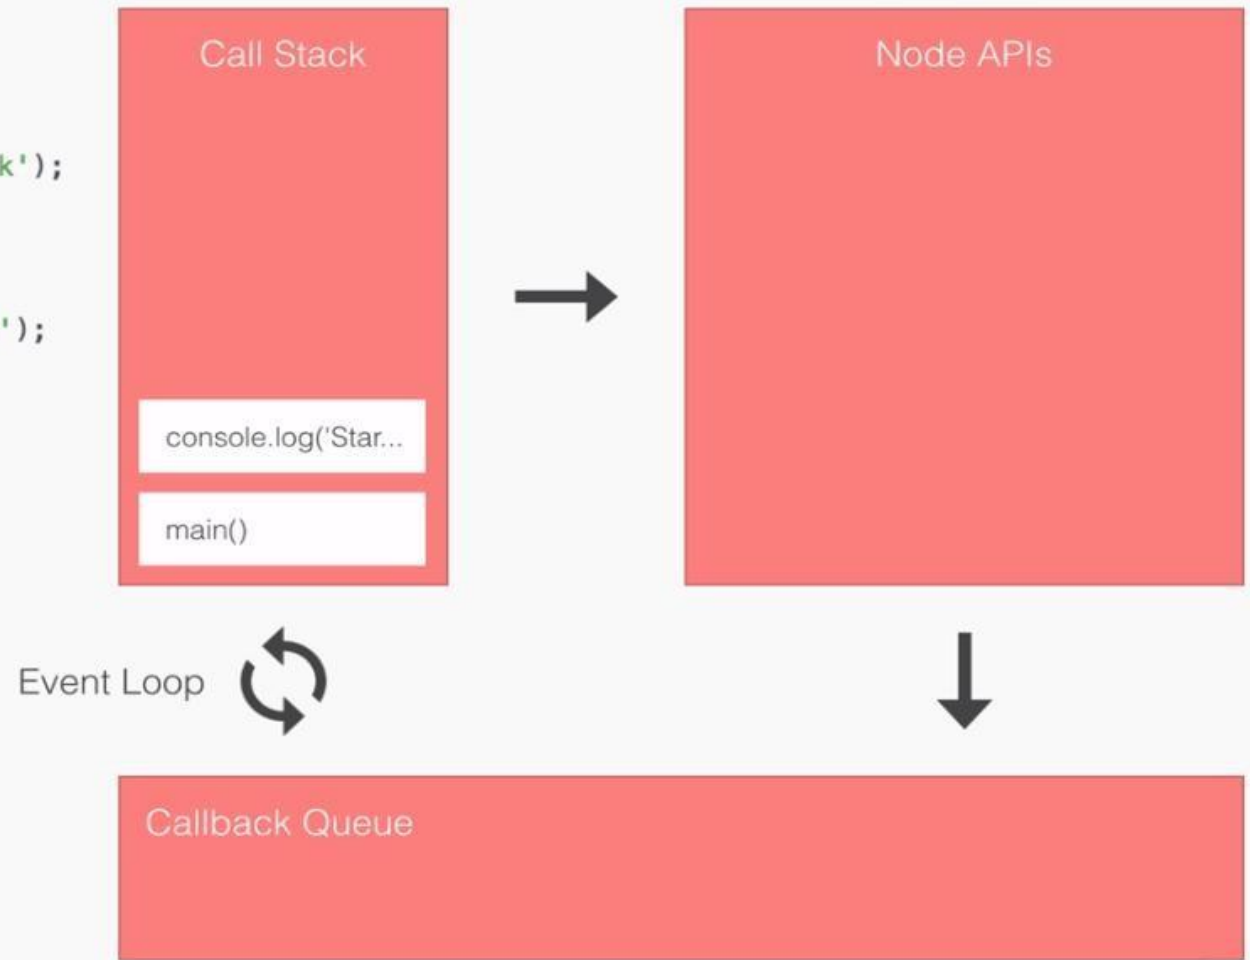 Call Stack
Node APIs
k');
');
console.log('Star...
main()
Event Loop
Callback Queue